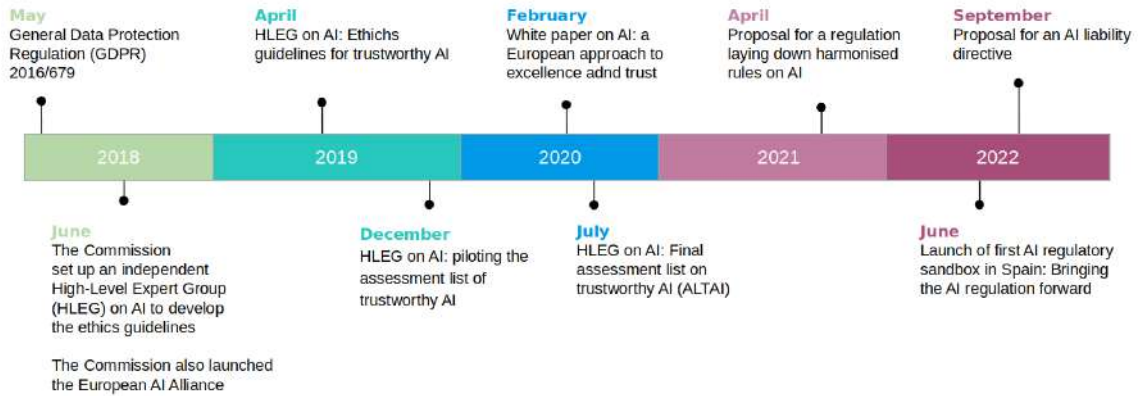 May
General Data Protection
Regulation (GDPR)
2016/679
April
HLEG on AI: Ethichs
guidelines for trustworthy AI
February
White paper on AI: a
European approach to
excellence adnd trust
April
Proposal for a regulation
laying down harmonised
rules on AI
September
Proposal for an AI liability
directive
2018
2019
2020
2021
2022
June
The Commission
set up an independent
High-Level Expert Group
(HLEG) on AI to develop
the ethics guidelines
The Commission also launched
the European AI Alliance
December
HLEG on AI: piloting the
assessment list of
trustworthy AI
July
HLEG on AI: Final
assessment list on
trustworthy AI (ALTAI)
June
Launch of first AI regulatory
sandbox in Spain: Bringing
the AI regulation forward